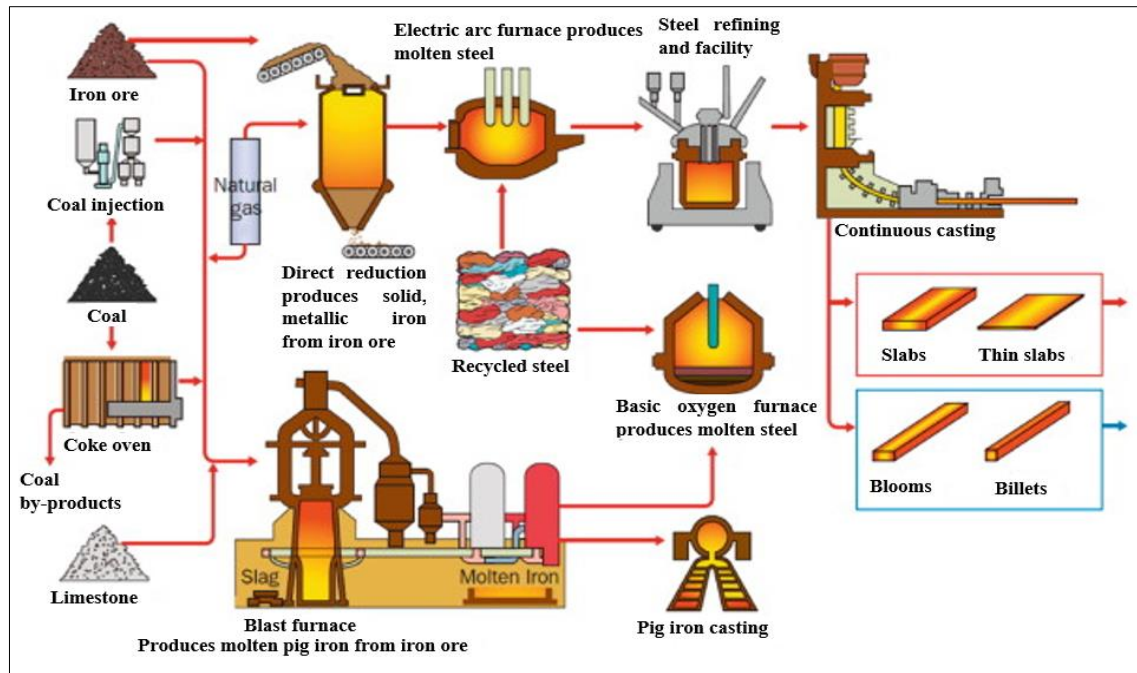 Iron ore
Coal injection
Coal
Coke oven
Coal
by-products
Limestone
Natural
gas
Direct reduction
produces solid,
metallic iron
from iron ore
Electric arc furnace produces
molten steel
Steel refining
and facility
Continuous casting
Recycled steel
Basic oxygen furnace
produces molten steel
Slabs
Thin slabs
Blooms
Billets
Slag
Molten Iron
Blast furnace
Produces molten pig iron from iron ore
Pig iron casting